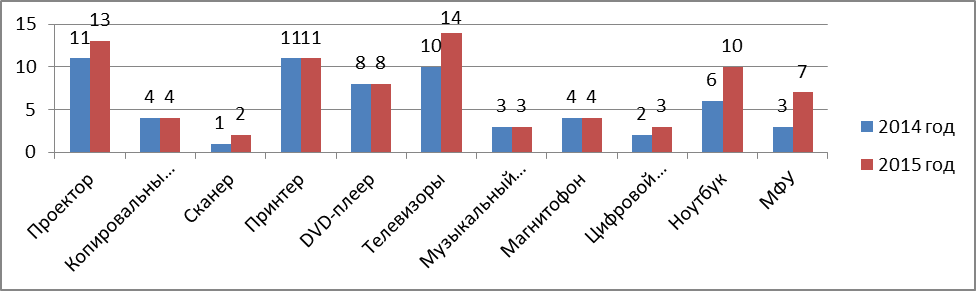 15
10
5
0
11 13
4 4
1 2
11 11
8 8
10 14
3 3
4 4
2 3
6 10
3 7
Проектор
Копировальны...
Сканер
Принтер
DVD-плеер
Телевизоры
Музыкальный...
Магнитофон
Цифровой...
Ноутбук
МФУ
2014 год
2015 год